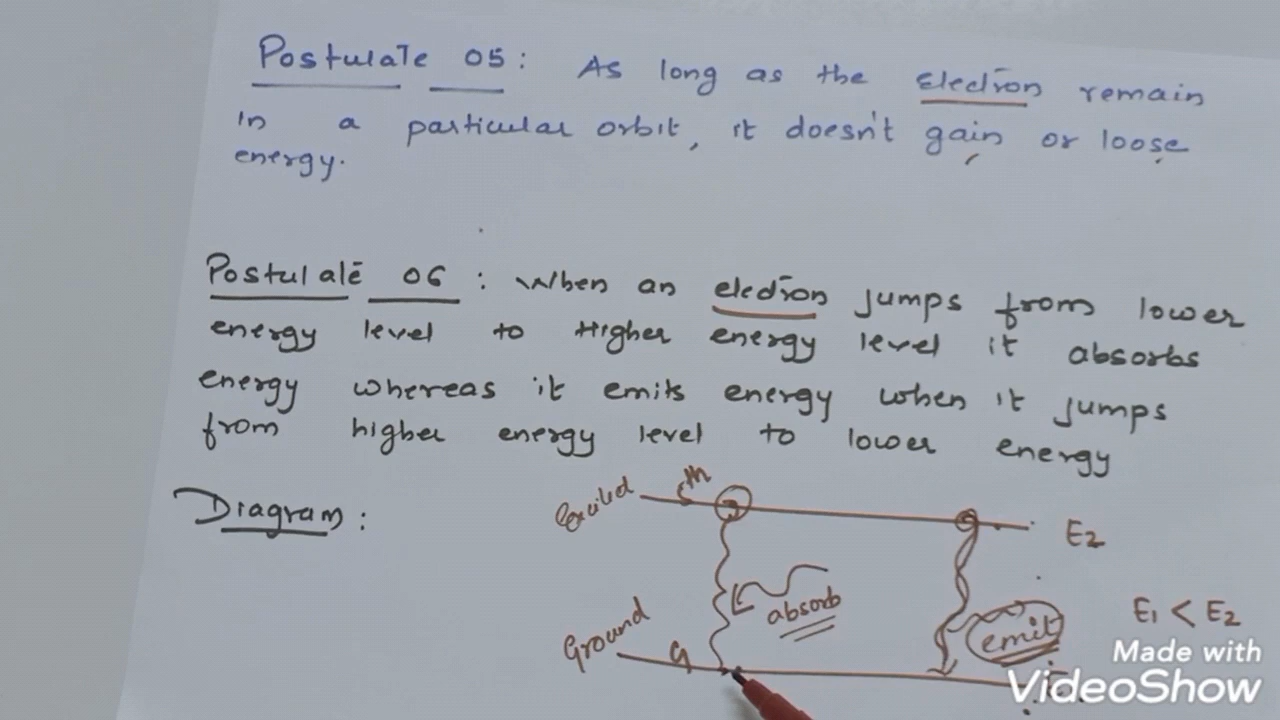 Postulate 05: As long as the electron remain
in a particular orbit, it doesn't gain or loose
energy.
Postulate 06: When an electron jumps from lower
energy level to Higher energy level it absorbs
energy whereas it emits energy when it jumps
from higher energy level to lower energy
Diagram:
Excited
E2
absorb
emit
E1 < E2
Ground
Made with
VideoShow